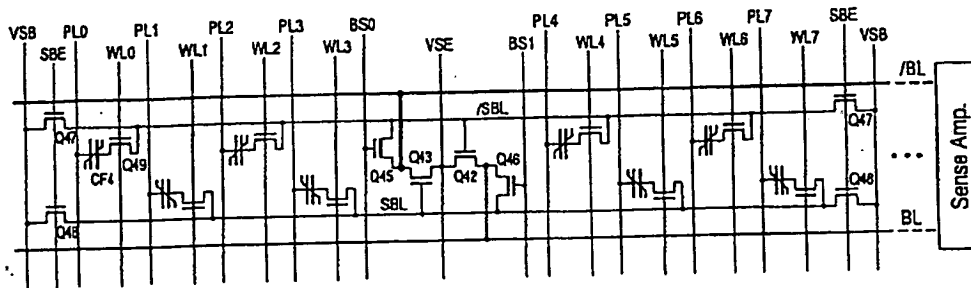 VSB SBE PL0 WL0 PL1 WL1 PL2 WL2 PL3 WL3 BS0 VSE BS1 PL4 WL4 PL5 WL5 PL6 WL6 PL7 WL7 SBE VSB
/BL
/SBL
Q47 Q47
Q49 Q43 Q46
CF4 Q45 Q42
SBL Q48
Q48
BL
Sense Amp.